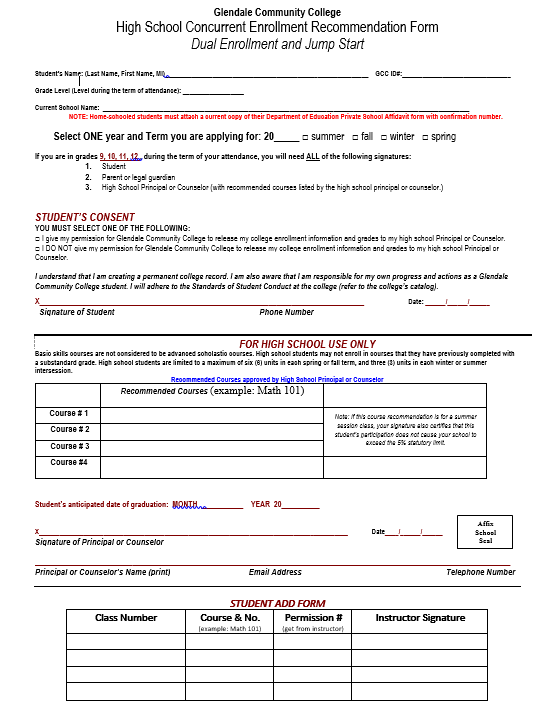 Glendale Community College
High School Concurrent Enrollment Recommendation Form
Dual Enrollment and Jump Start
Student's Name: (Last Name, First Name, MI) GCC ID#:
Grade Level (Level during the term of attendance):
Current School Name:
NOTE: Home-schooled students must attach a current copy of their Department of Education Private School Affidavit form with confirmation number.
Select ONE year and Term you are applying for: 20_____ □ summer □ fall □ winter □ spring
If you are in grades 9, 10, 11, 12, during the term of your attendance, you will need ALL of the following signatures:
1. Student
2. Parent or legal guardian
3. High School Principal or Counselor (with recommended courses listed by the high school principal or counselor.)
STUDENT'S CONSENT
YOU MUST SELECT ONE OF THE FOLLOWING:
□ I give my permission for Glendale Community College to release my college enrollment information and grades to my high school Principal or Counselor.
□ I DO NOT give my permission for Glendale Community College to release my college enrollment information and grades to my high school Principal or
Counselor.
I understand that I am creating a permanent college record. I am also aware that I am responsible for my own progress and actions as a Glendale
Community College student. I will adhere to the Standards of Student Conduct at the college (refer to the college's catalog).
X Date: _____/_____/_____
Signature of Student Phone Number
FOR HIGH SCHOOL USE ONLY
Basic skills courses are not considered to be advanced scholastic courses. High school students may not enroll in courses that they have previously completed with
a substandard grade. High school students are limited to a maximum of six (6) units in each spring or fall term, and three (3) units in each winter or summer
intersession.
Recommended Courses approved by High School Principal or Counselor
Recommended Courses (example: Math 101)
Course # 1
Course # 2
Course # 3
Course #4
Note: If this course recommendation is for a summer
session class, your signature also certifies that this
student's participation does not cause your school to
exceed the 5% statutory limit.
Student's anticipated date of graduation: MONTH__________ YEAR 20__________
X Date____/_____/_____
Signature of Principal or Counselor
Affix
School
Seal
Principal or Counselor's Name (print) Email Address Telephone Number
STUDENT ADD FORM
Class Number Course & No. Permission # Instructor Signature
(example: Math 101) (get from instructor)